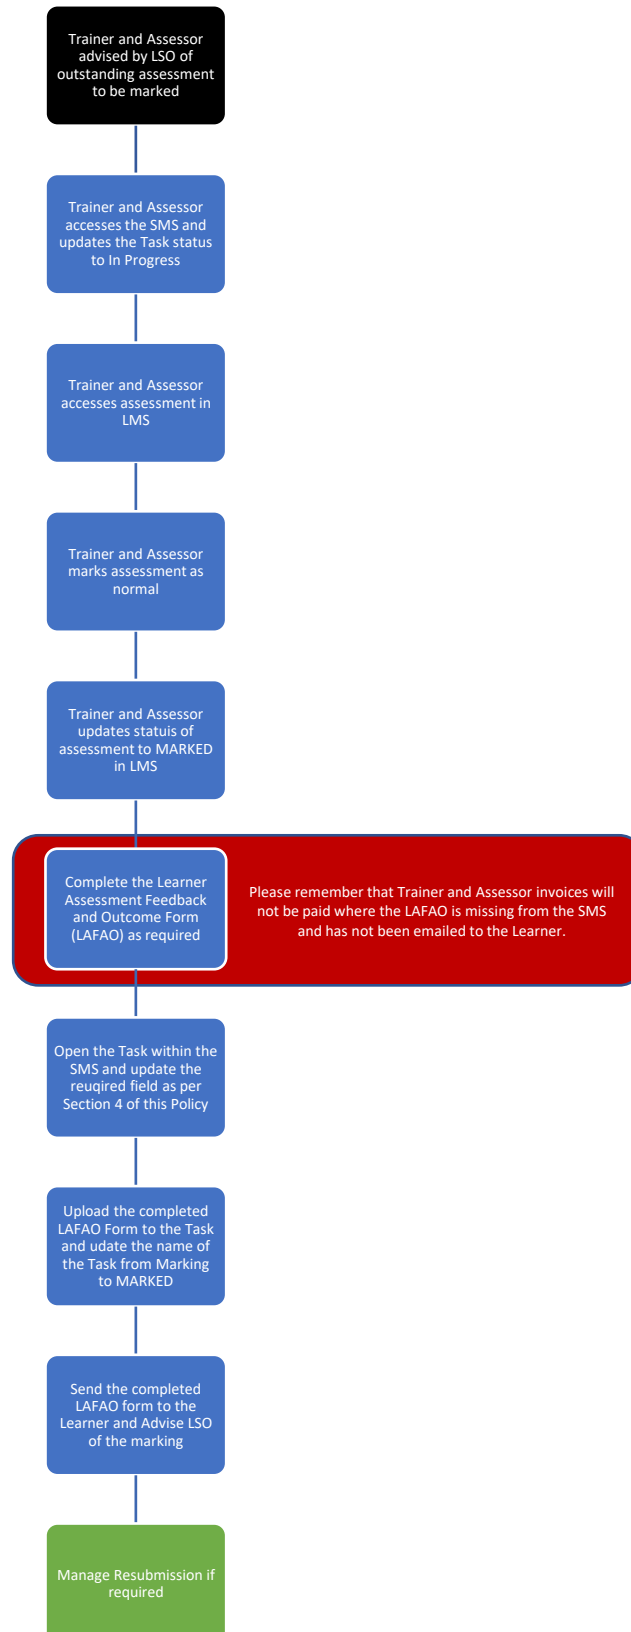 Trainer and Assessor
advised by LSO of
outstanding assessment
to be marked
Trainer and Assessor
accesses the SMS and
updates the Task status
to In Progress
Trainer and Assessor
accesses assessment in
LMS
Trainer and Assessor
marks assessment as
normal
Trainer and Assessor
updates statuis of
assessment to MARKED
in LMS
Complete the Learner
Assessment Feedback
and Outcome Form
(LAFAO) as required
Please remember that Trainer and Assessor invoices will
not be paid where the LAFAO is missing from the SMS
and has not been emailed to the Learner.
Open the Task within the
SMS and update the
reuqired field as per
Section 4 of this Policy
Upload the completed
LAFAO Form to the Task
and udate the name of
the Task from Marking
to MARKED
Send the completed
LAFAO form to the
Learner and Advise LSO
of the marking
Manage Resubmission if
required